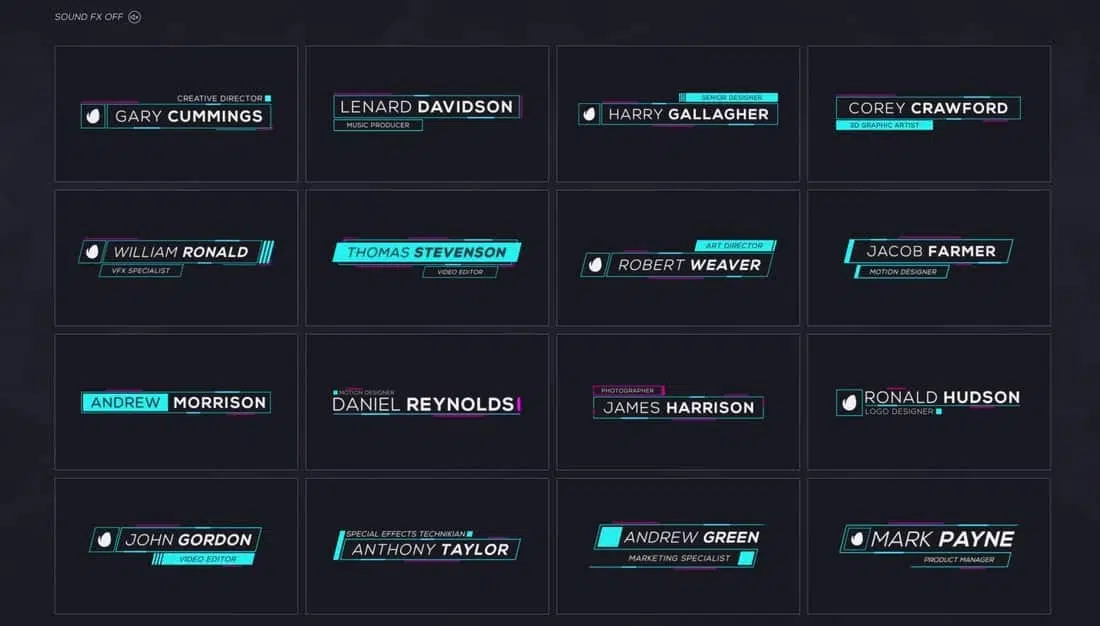 SOUND FX OFF
CREATIVE DIRECTOR
GARY CUMMINGS
LENARD DAVIDSON
MUSIC PRODUCER
SENIOR DESIGNER
HARRY GALLAGHER
COREY CRAWFORD
3D GRAPHIC ARTIST
WILLIAM RONALD
VFX SPECIALIST
THOMAS STEVENSON
VIDEO EDITOR
ART DIRECTOR
ROBERT WEAVER
JACOB FARMER
MOTION DESIGNER
ANDREW MORRISON
MOTION DESIGNER
DANIEL REYNOLDS
PHOTOGRAPHER
JAMES HARRISON
RONALD HUDSON
LOGO DESIGNER
JOHN GORDON
VIDEO EDITOR
SPECIAL EFFECTS TECHNIKIAN
ANTHONY TAYLOR
ANDREW GREEN
MARKETING SPECIALIST
MARK PAYNE
PRODUCT MANAGER